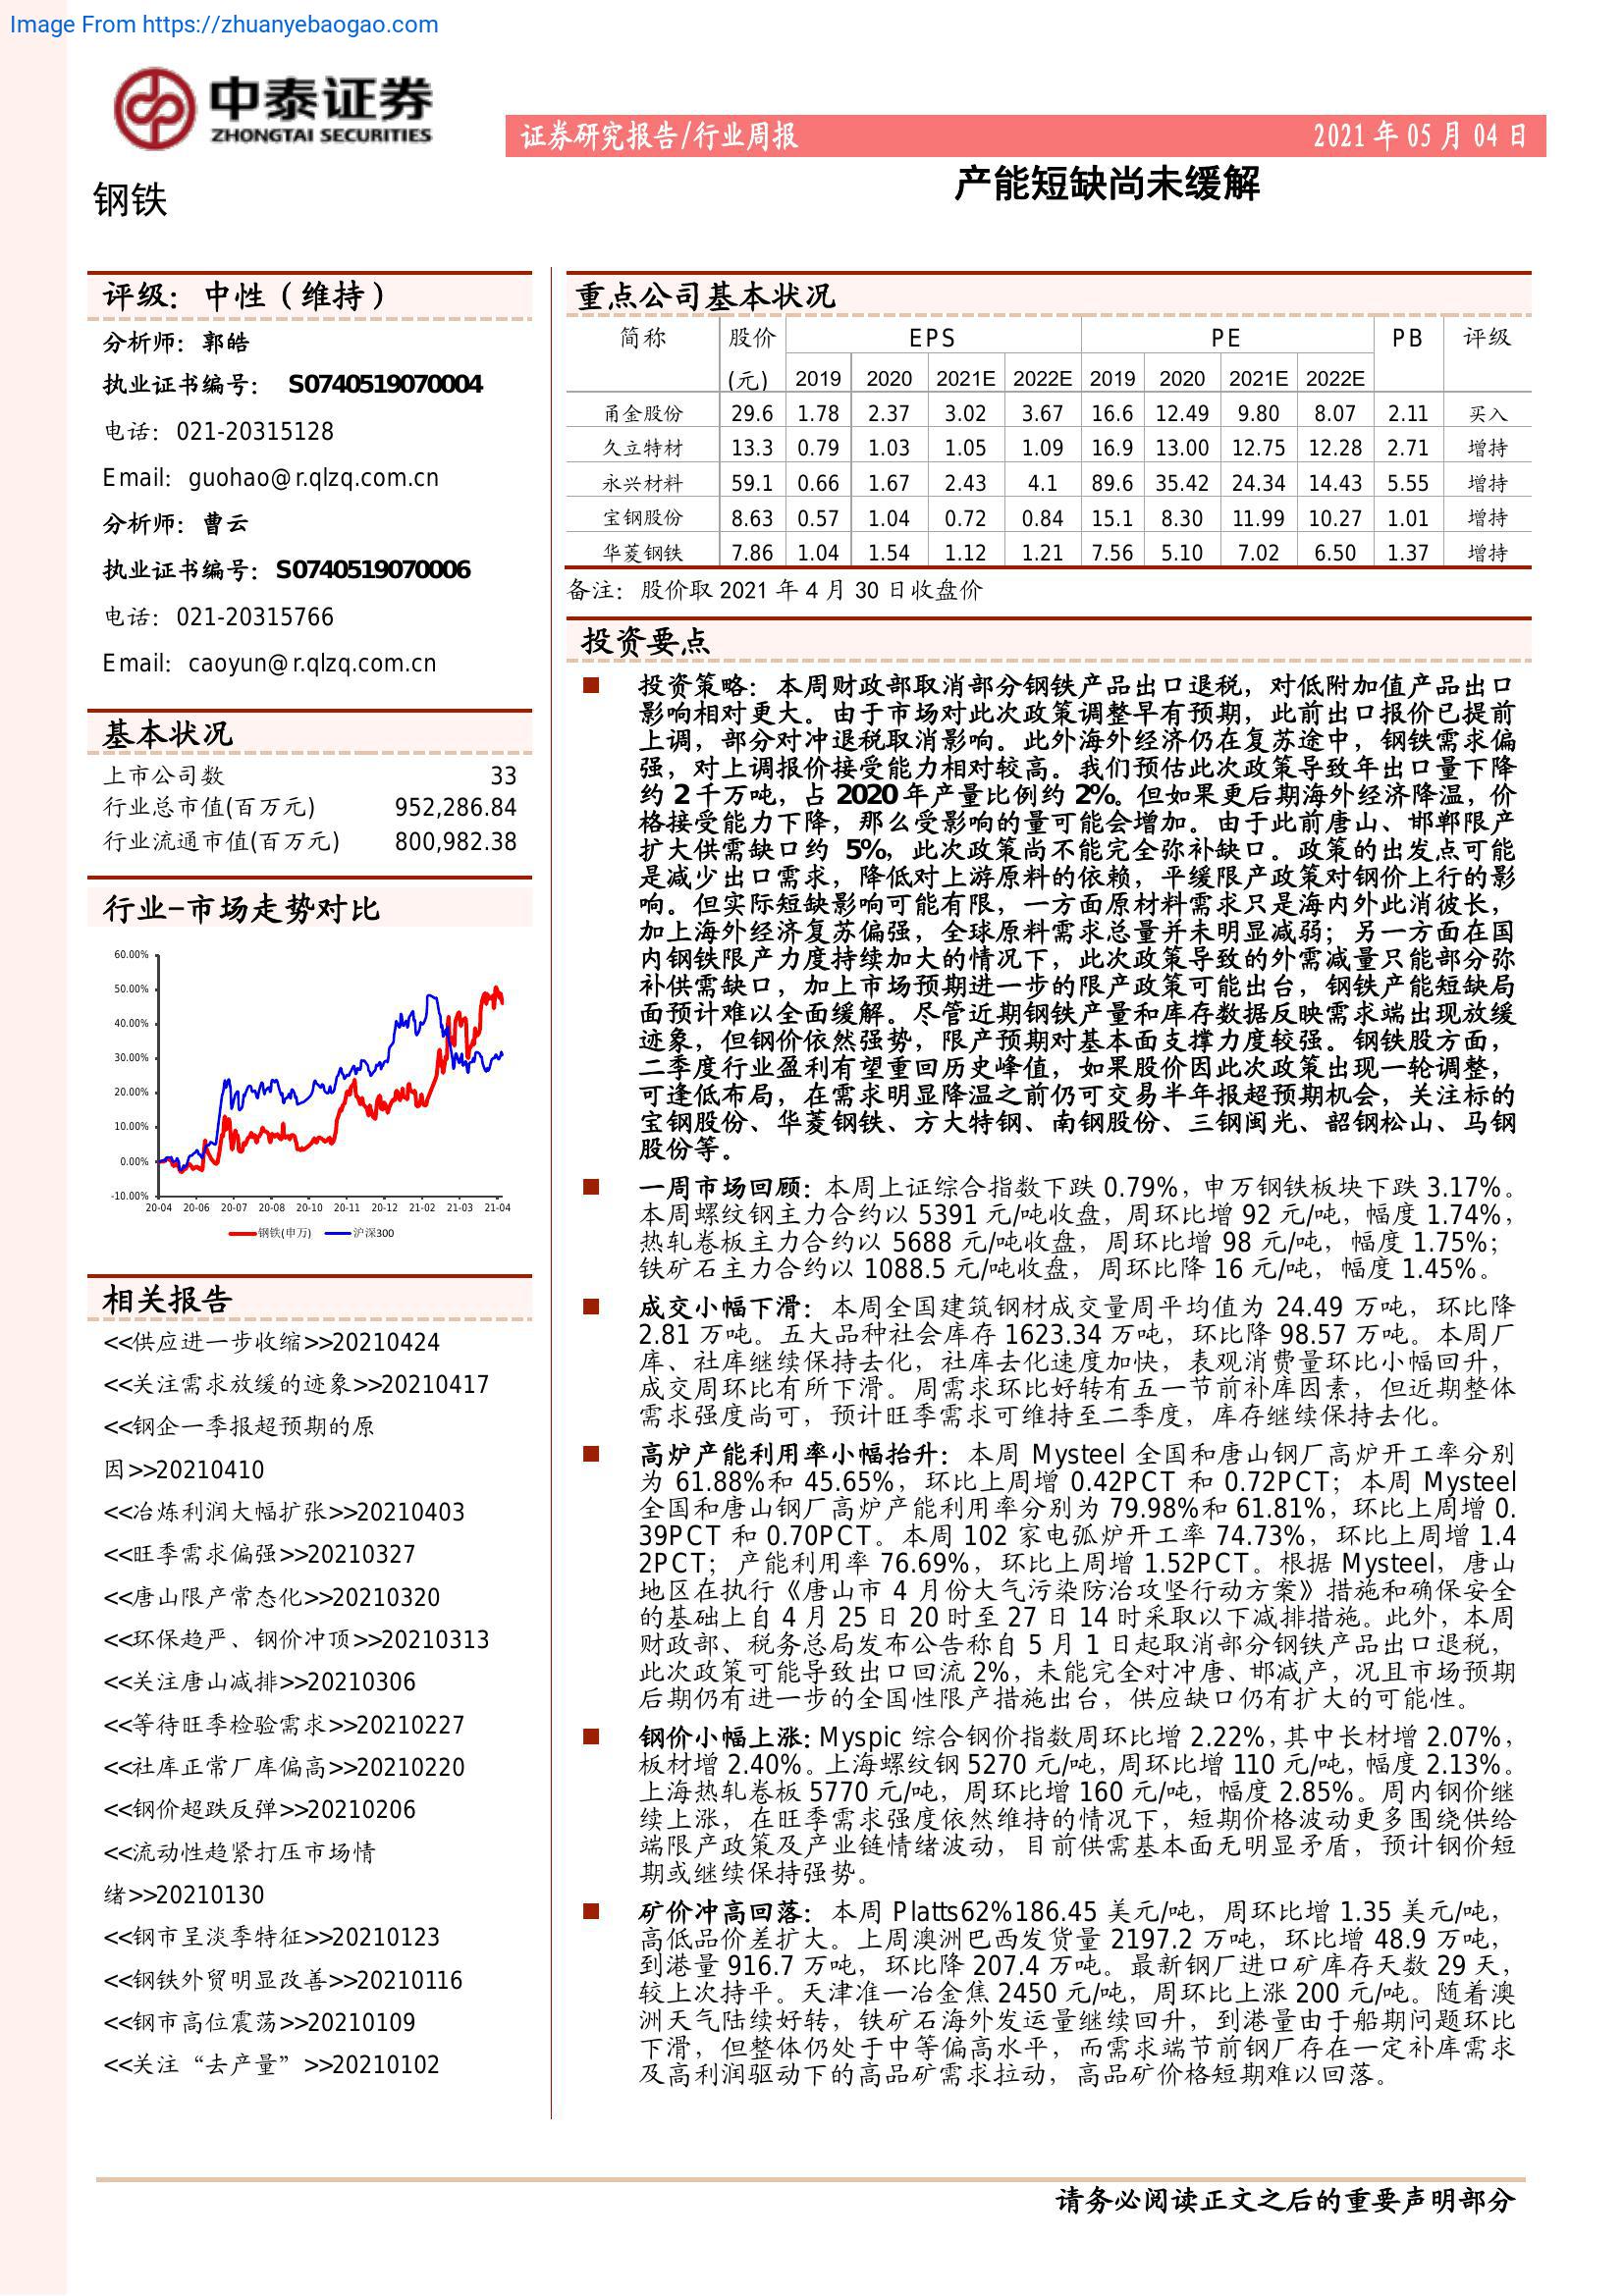 Image From https://zhuanyebaogao.com
中泰证券
ZHONGTAI SECURITIES
证券研究报告/行业周报 2021 年 05 月 04 日
钢铁
产能短缺尚未缓解
评级：中性（维持）
分析师：郭皓
执业证书编号： S0740519070004
电话：021-20315128
Email：guohao@r.qlzq.com.cn
分析师：曹云
执业证书编号：S0740519070006
电话：021-20315766
Email：caoyun@r.qlzq.com.cn
基本状况
上市公司数 33
行业总市值(百万元) 952,286.84
行业流通市值(百万元) 800,982.38
行业-市场走势对比
60.00%
50.00%
40.00%
30.00%
20.00%
10.00%
0.00%
-10.00%
20-04 20-06 20-07 20-08 20-10 20-11 20-12 21-02 21-03 21-04
钢铁(申万) 沪深300
相关报告
<<供应进一步收缩>>20210424
<<关注需求放缓的迹象>>20210417
<<钢企一季报超预期的原
因>>20210410
<<冶炼利润大幅扩张>>20210403
<<旺季需求偏强>>20210327
<<唐山限产常态化>>20210320
<<环保趋严、钢价冲顶>>20210313
<<关注唐山减排>>20210306
<<等待旺季检验需求>>20210227
<<社库正常厂库偏高>>20210220
<<钢价超跌反弹>>20210206
<<流动性趋紧打压市场情
绪>>20210130
<<钢市呈淡季特征>>20210123
<<钢铁外贸明显改善>>20210116
<<钢市高位震荡>>20210109
<<关注“去产量”>>20210102
重点公司基本状况
简称 股价 EPS PE PB 评级
(元) 2019 2020 2021E 2022E 2019 2020 2021E 2022E
甬金股份 29.6 1.78 2.37 3.02 3.67 16.6 12.49 9.80 8.07 2.11 买入
久立特材 13.3 0.79 1.03 1.05 1.09 16.9 13.00 12.75 12.28 2.71 增持
永兴材料 59.1 0.66 1.67 2.43 4.1 89.6 35.42 24.34 14.43 5.55 增持
宝钢股份 8.63 0.57 1.04 0.72 0.84 15.1 8.30 11.99 10.27 1.01 增持
华菱钢铁 7.86 1.04 1.54 1.12 1.21 7.56 5.10 7.02 6.50 1.37 增持
备注：股价取 2021 年 4 月 30 日收盘价
投资要点
投资策略：本周财政部取消部分钢铁产品出口退税，对低附加值产品出口
影响相对更大。由于市场对此次政策调整早有预期，此前出口报价已提前
上调，部分对冲退税取消影响。此外海外经济仍在复苏途中，钢铁需求偏
强，对上调报价接受能力相对较高。我们预估此次政策导致年出口量下降
约 2 千万吨，占 2020 年产量比例约 2%。但如果更后期海外经济降温，价
格接受能力下降，那么受影响的量可能会增加。由于此前唐山、邯郸限产
扩大供需缺口约 5%，此次政策尚不能完全弥补缺口。政策的出发点可能
是减少出口需求，降低对上游原料的依赖，平缓限产政策对钢价上行的影
响。但实际短缺影响可能有限，一方面原材料需求只是海内外此消彼长，
加上海外经济复苏偏强，全球原料需求总量并未明显减弱；另一方面在国
内钢铁限产力度持续加大的情况下，此次政策导致的外需减量只能部分弥
补供需缺口，加上市场预期进一步的限产政策可能出台，钢铁产能短缺局
面预计难以全面缓解。尽管近期钢铁产量和库存数据反映需求端出现放缓
迹象，但钢价依然强势，限产预期对基本面支撑力度较强。钢铁股方面，
二季度行业盈利有望重回历史峰值，如果股价因此次政策出现一轮调整，
可逢低布局，在需求明显降温之前仍可交易半年报超预期机会，关注标的
宝钢股份、华菱钢铁、方大特钢、南钢股份、三钢闽光、韶钢松山、马钢
股份等。
一周市场回顾：本周上证综合指数下跌 0.79%，申万钢铁板块下跌 3.17%。
本周螺纹钢主力合约以 5391 元/吨收盘，周环比增 92 元/吨，幅度 1.74%，
热轧卷板主力合约以 5688 元/吨收盘，周环比增 98 元/吨，幅度 1.75%；
铁矿石主力合约以 1088.5 元/吨收盘，周环比降 16 元/吨，幅度 1.45%。
成交小幅下滑：本周全国建筑钢材成交量周平均值为 24.49 万吨，环比降
2.81 万吨。五大品种社会库存 1623.34 万吨，环比降 98.57 万吨。本周厂
库、社库继续保持去化，社库去化速度加快，表观消费量环比小幅回升，
成交周环比有所下滑。周需求环比好转有五一节前补库因素，但近期整体
需求强度尚可，预计旺季需求可维持至二季度，库存继续保持去化。
高炉产能利用率小幅抬升：本周 Mysteel 全国和唐山钢厂高炉开工率分别
为 61.88%和 45.65%，环比上周增 0.42PCT 和 0.72PCT；本周 Mysteel
全国和唐山钢厂高炉产能利用率分别为 79.98%和 61.81%，环比上周增 0.
39PCT 和 0.70PCT。本周 102 家电弧炉开工率 74.73%，环比上周增 1.4
2PCT；产能利用率 76.69%，环比上周增 1.52PCT。根据 Mysteel，唐山
地区在执行《唐山市 4 月份大气污染防治攻坚行动方案》措施和确保安全
的基础上自 4 月 25 日 20 时至 27 日 14 时采取以下减排措施。此外，本周
财政部、税务总局发布公告称自 5 月 1 日起取消部分钢铁产品出口退税，
此次政策可能导致出口回流 2%，未能完全对冲唐、邯减产，况且市场预期
后期仍有进一步的全国性限产措施出台，供应缺口仍有扩大的可能性。
钢价小幅上涨：Myspic 综合钢价指数周环比增 2.22%，其中长材增 2.07%，
板材增 2.40%。上海螺纹钢 5270 元/吨，周环比增 110 元/吨，幅度 2.13%。
上海热轧卷板 5770 元/吨，周环比增 160 元/吨，幅度 2.85%。周内钢价继
续上涨，在旺季需求强度依然维持的情况下，短期价格波动更多围绕供给
端限产政策及产业链情绪波动，目前供需基本面无明显矛盾，预计钢价短
期或继续保持强势。
矿价冲高回落：本周 Platts62%186.45 美元/吨，周环比增 1.35 美元/吨，
高低品价差扩大。上周澳洲巴西发货量 2197.2 万吨，环比增 48.9 万吨，
到港量 916.7 万吨，环比降 207.4 万吨。最新钢厂进口矿库存天数 29 天，
较上次持平。天津准一冶金焦 2450 元/吨，周环比上涨 200 元/吨。随着澳
洲天气陆续好转，铁矿石海外发运量继续回升，到港量由于船期问题环比
下滑，但整体仍处于中等偏高水平，而需求端节前钢厂存在一定补库需求
及高利润驱动下的高品矿需求拉动，高品矿价格短期难以回落。
请务必阅读正文之后的重要声明部分